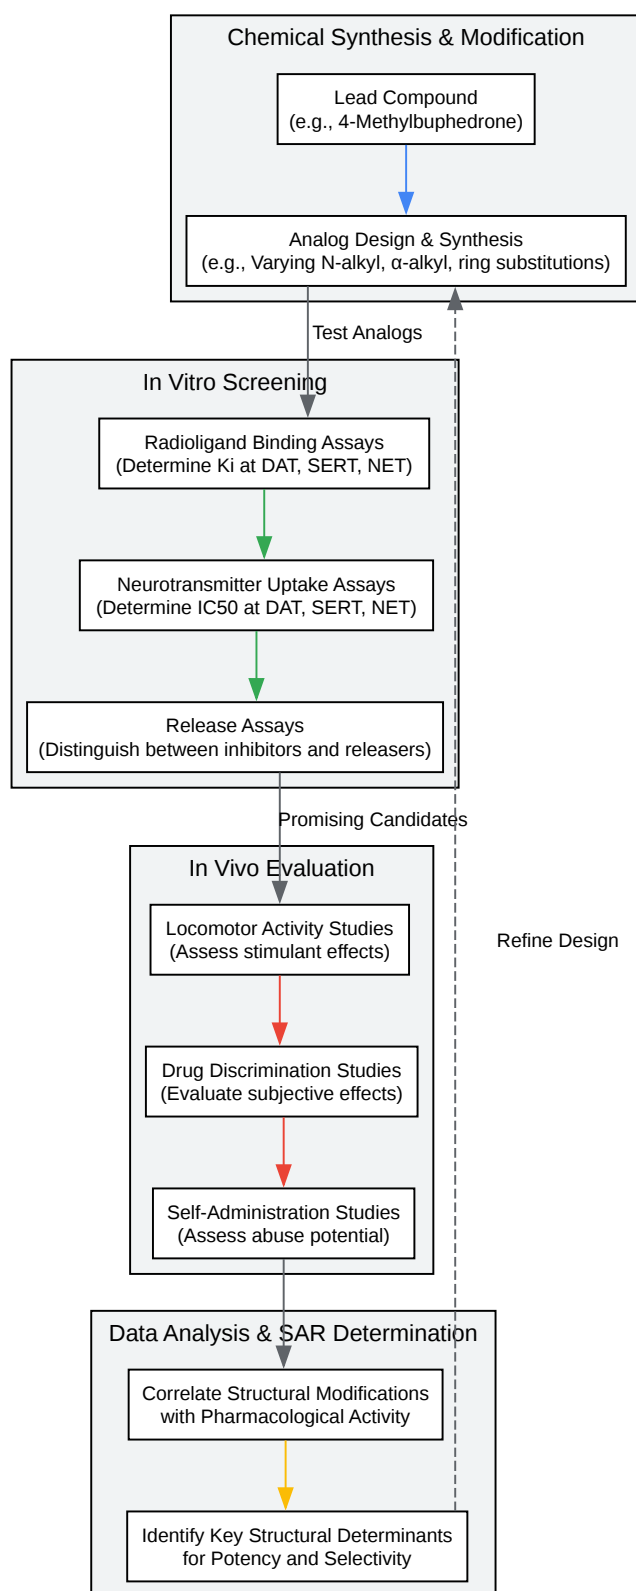 Chemical Synthesis & Modification
Lead Compound
(e.g., 4-Methylbuphedrone)
Analog Design & Synthesis
(e.g., Varying N-alkyl, α-alkyl, ring substitutions)
Test Analogs
In Vitro Screening
Radioligand Binding Assays
(Determine Ki at DAT, SERT, NET)
Neurotransmitter Uptake Assays
(Determine IC50 at DAT, SERT, NET)
Release Assays
(Distinguish between inhibitors and releasers)
Promising Candidates
In Vivo Evaluation
Locomotor Activity Studies
(Assess stimulant effects)
Refine Design
Drug Discrimination Studies
(Evaluate subjective effects)
Self-Administration Studies
(Assess abuse potential)
Data Analysis & SAR Determination
Correlate Structural Modifications
with Pharmacological Activity
Identify Key Structural Determinants
for Potency and Selectivity